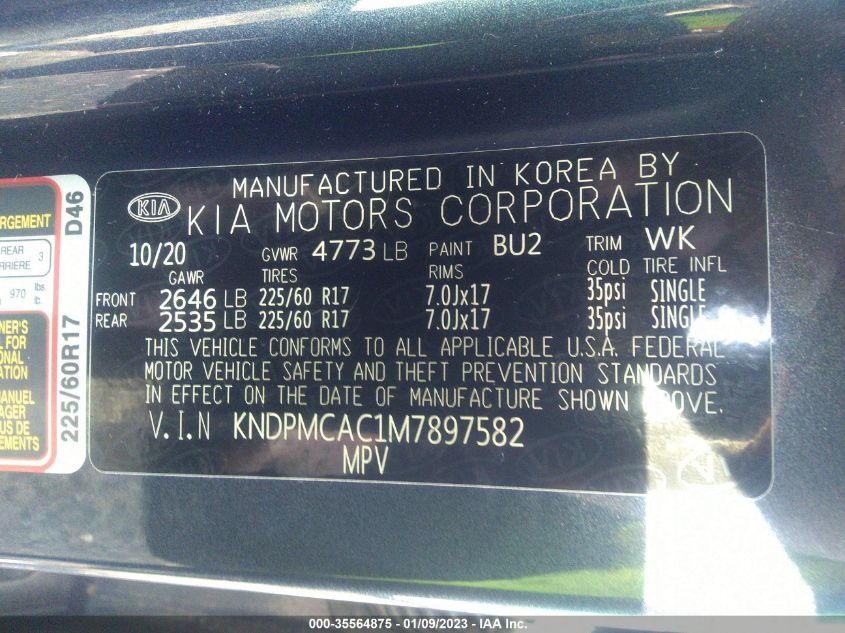 MANUFACTURED IN KOREA BY
KIA KIA MOTORS CORPORATION
10/20 GVWR 4773 LB PAINT BU2 TRIM WK
GAWR TIRES RIMS COLD TIRE INFL
FRONT 2646 LB 225/60 R17 7.0Jx17 35psi SINGLE
REAR 2535 LB 225/60 R17 7.0Jx17 35psi SINGLE
THIS VEHICLE CONFORMS TO ALL APPLICABLE U.S.A. FEDERAL
MOTOR VEHICLE SAFETY AND THEFT PREVENTION STANDARDS
IN EFFECT ON THE DATE OF MANUFACTURE SHOWN ABOVE.
V.I.N KNDPMCAC1M7897582
MPV
REAR 3
970 lbs.
225/60R17 D46
000-35564875 - 01/09/2023 - IAA Inc.